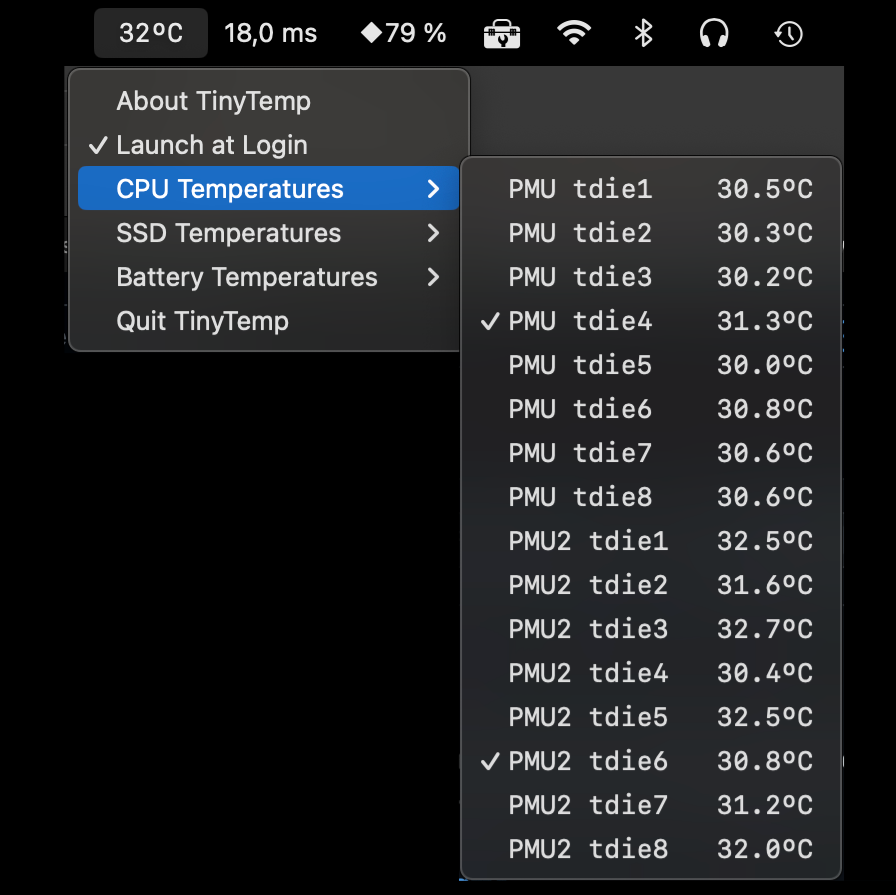 32ºC 18,0 ms ◆79 %
About TinyTemp
✓ Launch at Login
CPU Temperatures >
SSD Temperatures >
Battery Temperatures >
Quit TinyTemp
PMU tdie1 30.5ºC
PMU tdie2 30.3ºC
PMU tdie3 30.2ºC
✓ PMU tdie4 31.3ºC
PMU tdie5 30.0ºC
PMU tdie6 30.8ºC
PMU tdie7 30.6ºC
PMU tdie8 30.6ºC
PMU2 tdie1 32.5ºC
PMU2 tdie2 31.6ºC
PMU2 tdie3 32.7ºC
PMU2 tdie4 30.4ºC
PMU2 tdie5 32.5ºC
✓ PMU2 tdie6 30.8ºC
PMU2 tdie7 31.2ºC
PMU2 tdie8 32.0ºC